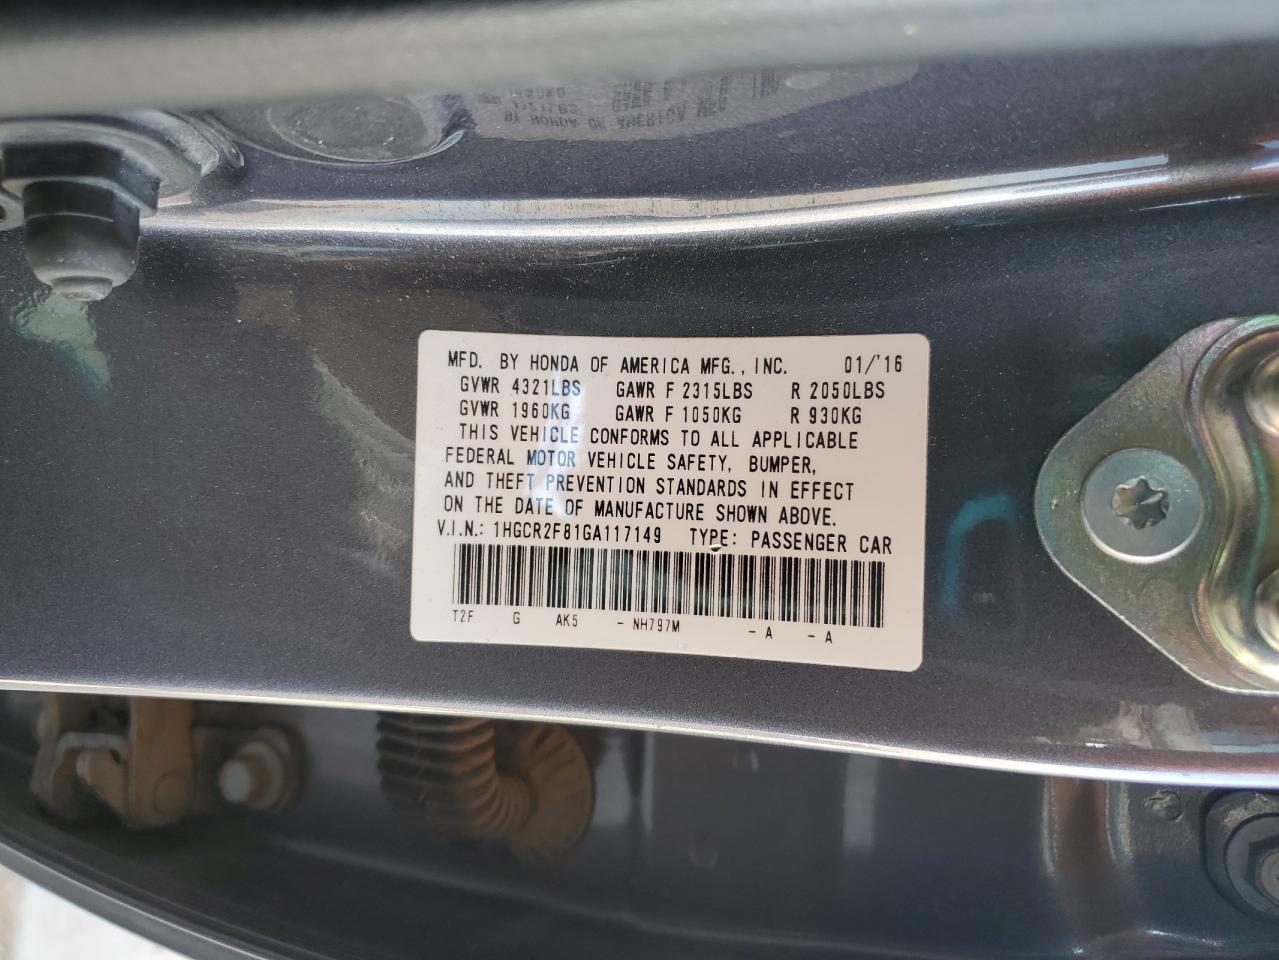 MFD. BY HONDA OF AMERICA MFG., INC. 01/'16
GVWR 4321LBS GAWR F 2315LBS R 2050LBS
GVWR 1960KG GAWR F 1050KG R 930KG
THIS VEHICLE CONFORMS TO ALL APPLICABLE
FEDERAL MOTOR VEHICLE SAFETY, BUMPER,
AND THEFT PREVENTION STANDARDS IN EFFECT
ON THE DATE OF MANUFACTURE SHOWN ABOVE.
V.I.N.: 1HGCR2F81GA117149 TYPE: PASSENGER CAR
T2F G AK5 - NH797M - A - A